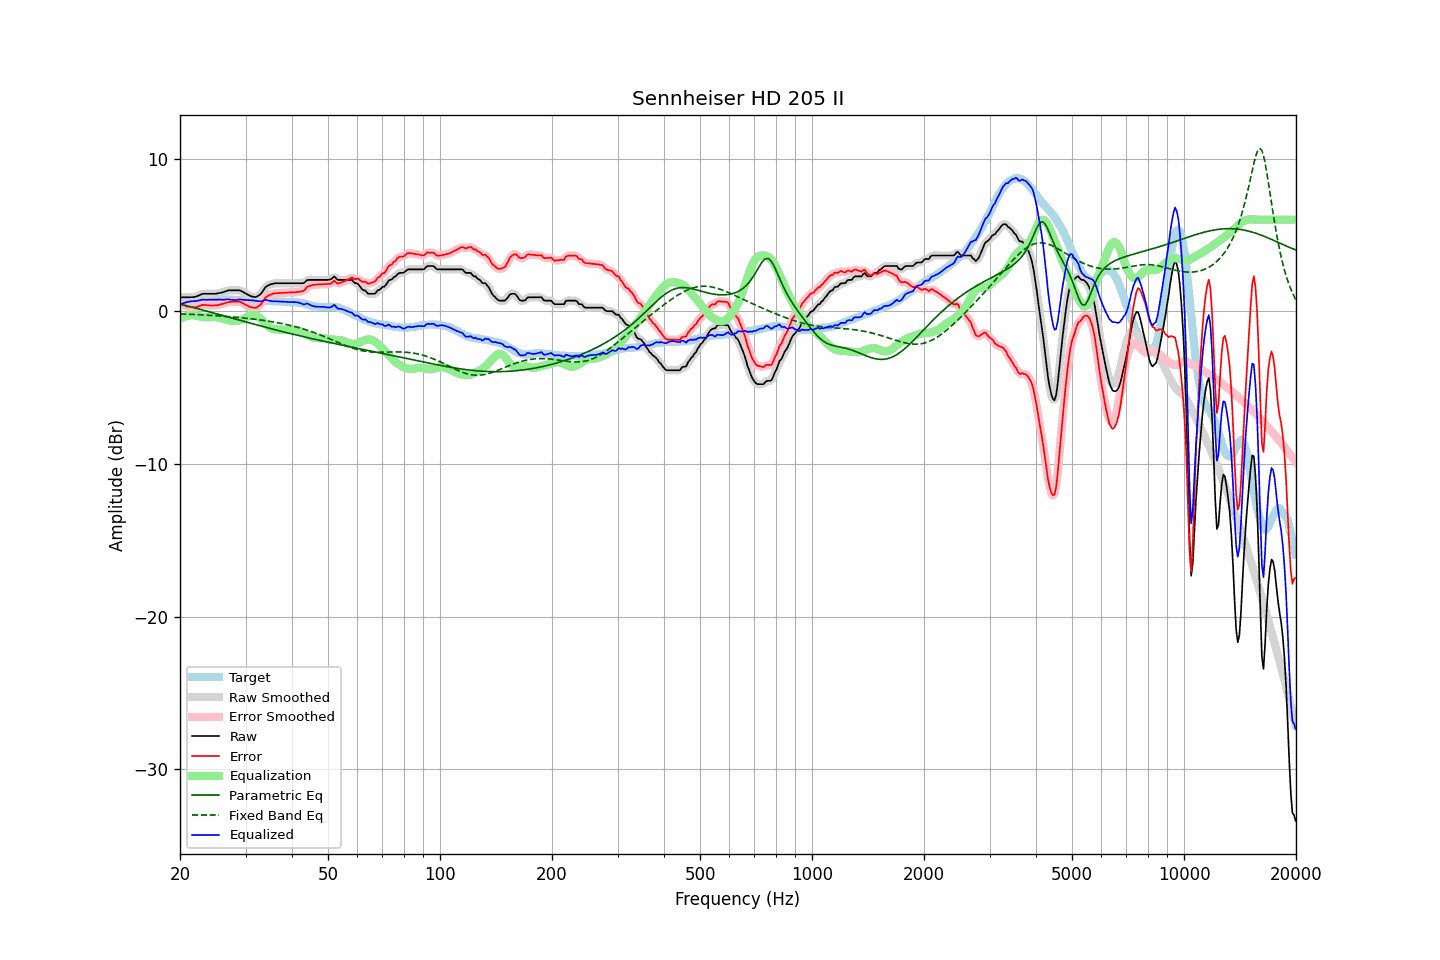 Sennheiser HD 205 II
Amplitude (dBr)
10
0
−10
−20
−30
Target
Raw Smoothed
Error Smoothed
Raw
Error
Equalization
Parametric Eq
Fixed Band Eq
Equalized
20
50
100
200
500
1000
2000
5000
10000
20000
Frequency (Hz)